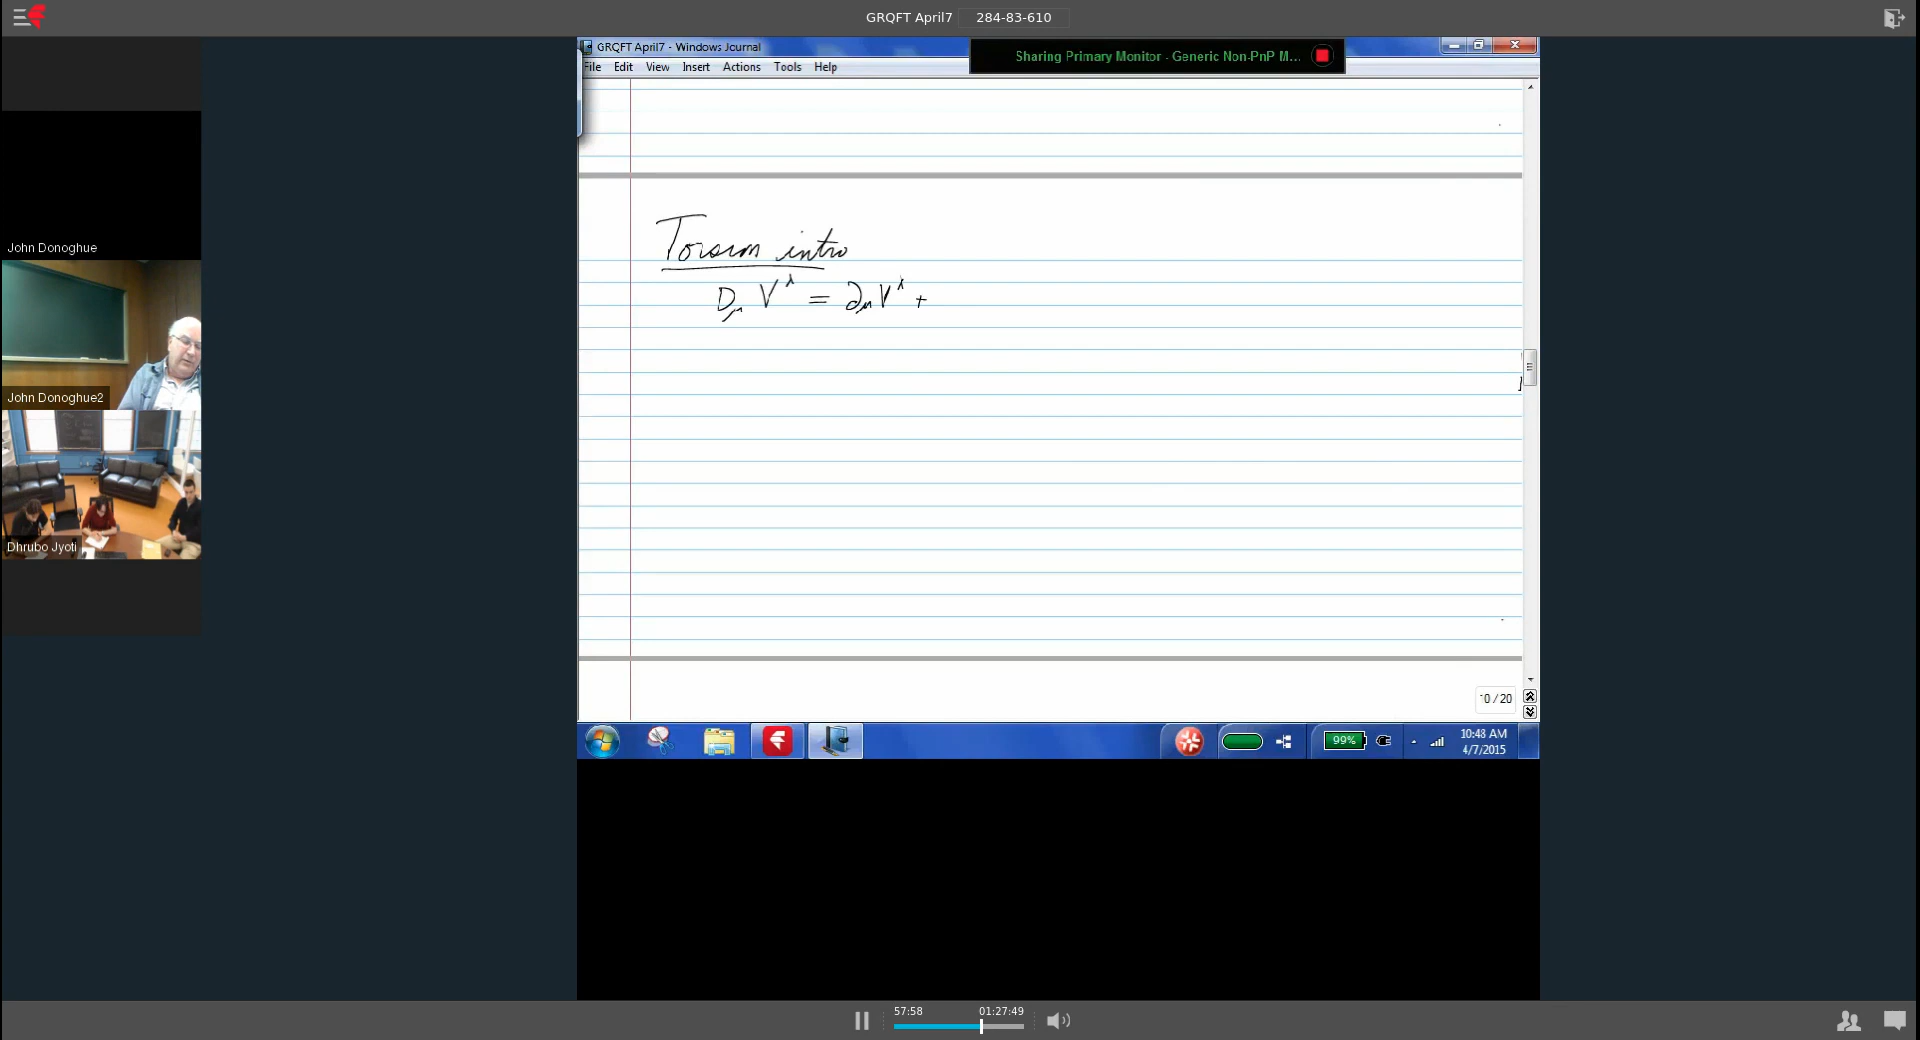 GRQFT April7 284-83-610
GRQFT April7 - Windows Journal
Sharing Primary Monitor - Generic Non-PnP M...
File Edit View Insert Actions Tools Help
John Donoghue
John Donoghue2
Dhrubo Jyoti
Torsion intro
D_μ V^λ = ∂_μ V^λ +
10 / 20
99%
10:48 AM
4/7/2015
57:58 01:27:49